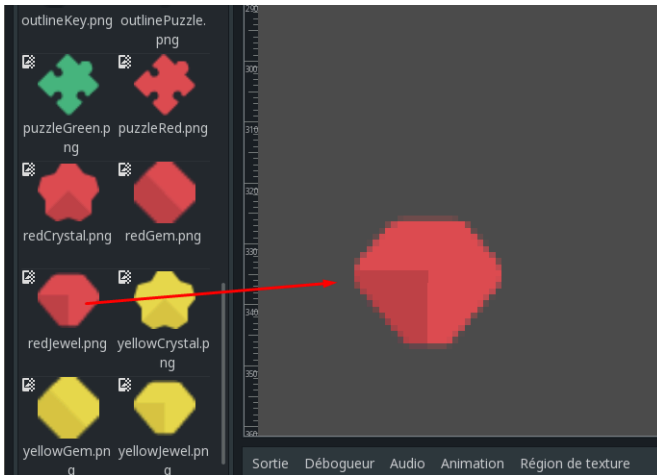 outlineKey.png
outlinePuzzle.
png
puzzleGreen.p
ng
puzzleRed.png
redCrystal.png
redGem.png
redJewel.png
yellowCrystal.p
ng
yellowGem.pn
g
yellowJewel.pn
g
290
300
310
320
330
340
350
360
Sortie
Débogueur
Audio
Animation
Région de texture